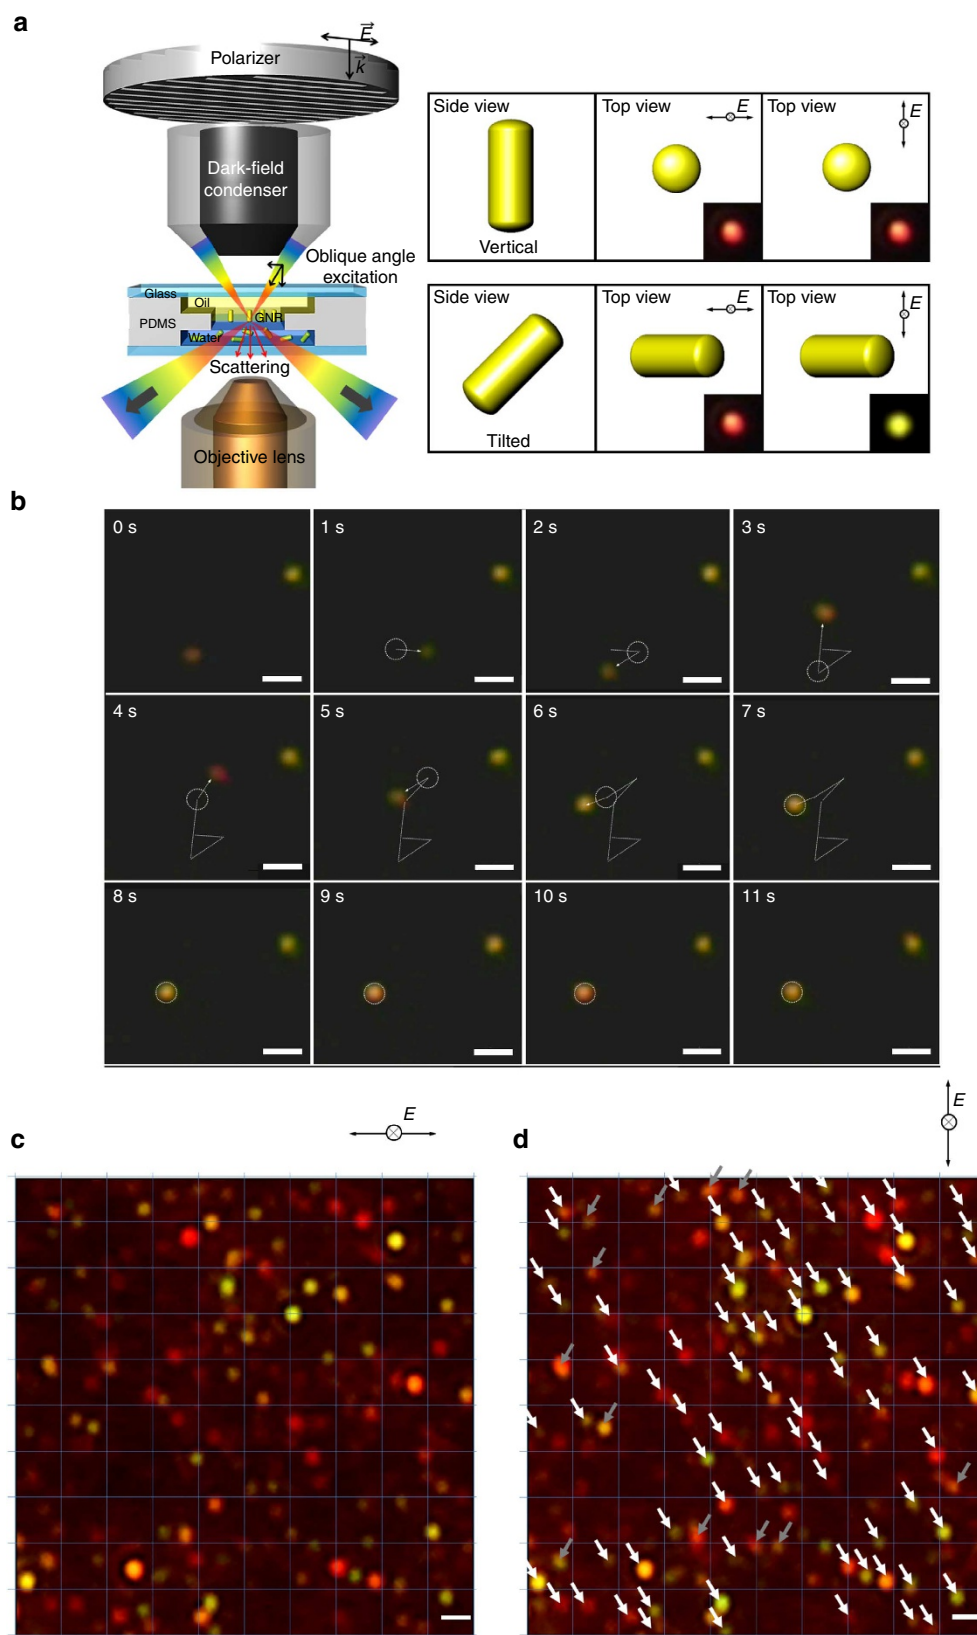 a
Polarizer
E
k
Dark-field
condenser
Oblique angle
excitation
Glass
Oil
GNR
PDMS
Water
Scattering
Objective lens
Side view
Vertical
Top view
E
Top view
E
Side view
Tilted
Top view
E
Top view
E
b
0 s
1 s
2 s
3 s
4 s
5 s
6 s
7 s
8 s
9 s
10 s
11 s
c
E
d
E